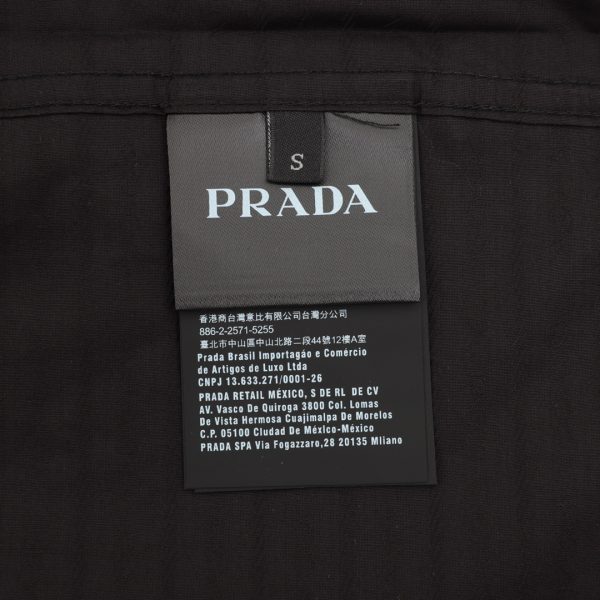 S
PRADA
香港商台灣意比有限公司台灣分公司
886-2-2571-5255
臺北市中山區中山北路二段44號12樓A室
Prada Brasil Importagáo e Comércio
de Artigos de Luxo Ltda
CNPJ 13.633.271/0001-26
PRADA RETAIL MÉXICO, S DE RL DE CV
AV. Vasco De Quiroga 3800 Col. Lomas
De Vista Hermosa Cuajimalpa De Morelos
C.P. 05100 Cludad De México-México
PRADA SPA Via Fogazzaro, 28 20135 Mliano